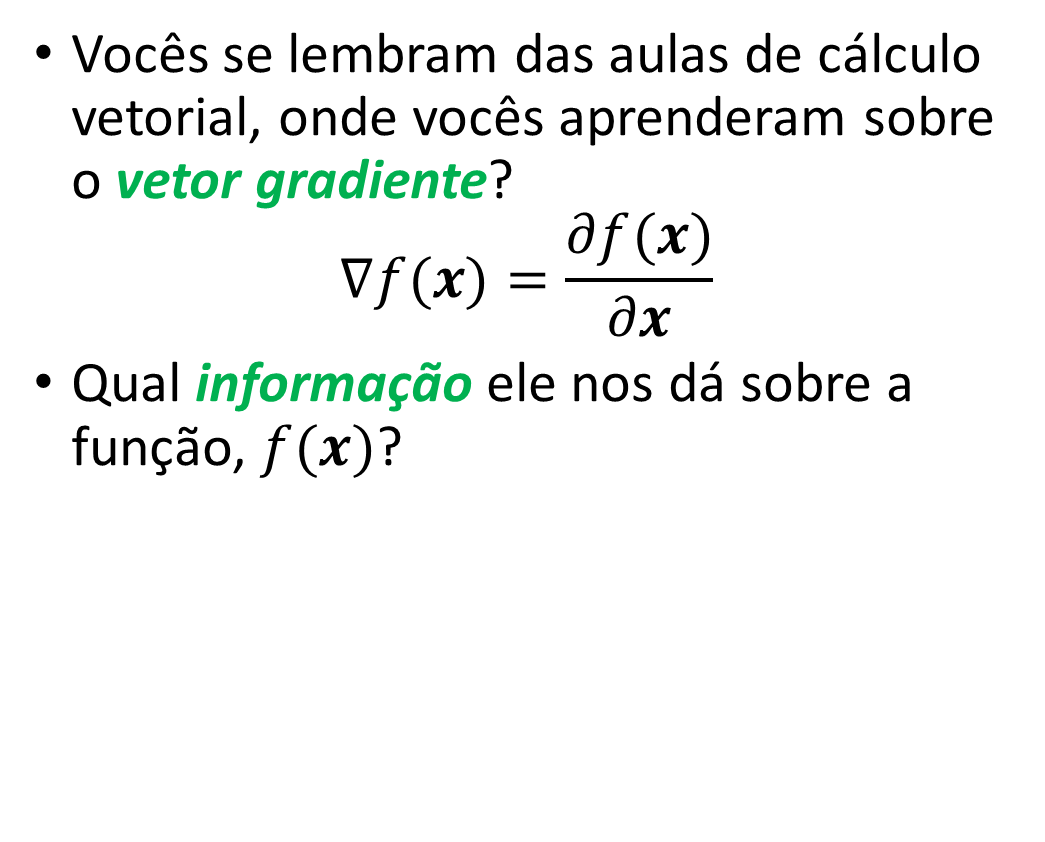 • Vocês se lembram das aulas de cálculo
vetorial, onde vocês aprenderam sobre
o vetor gradiente?
∇f(x) = ∂f(x)/∂x
• Qual informação ele nos dá sobre a
função, f(x)?